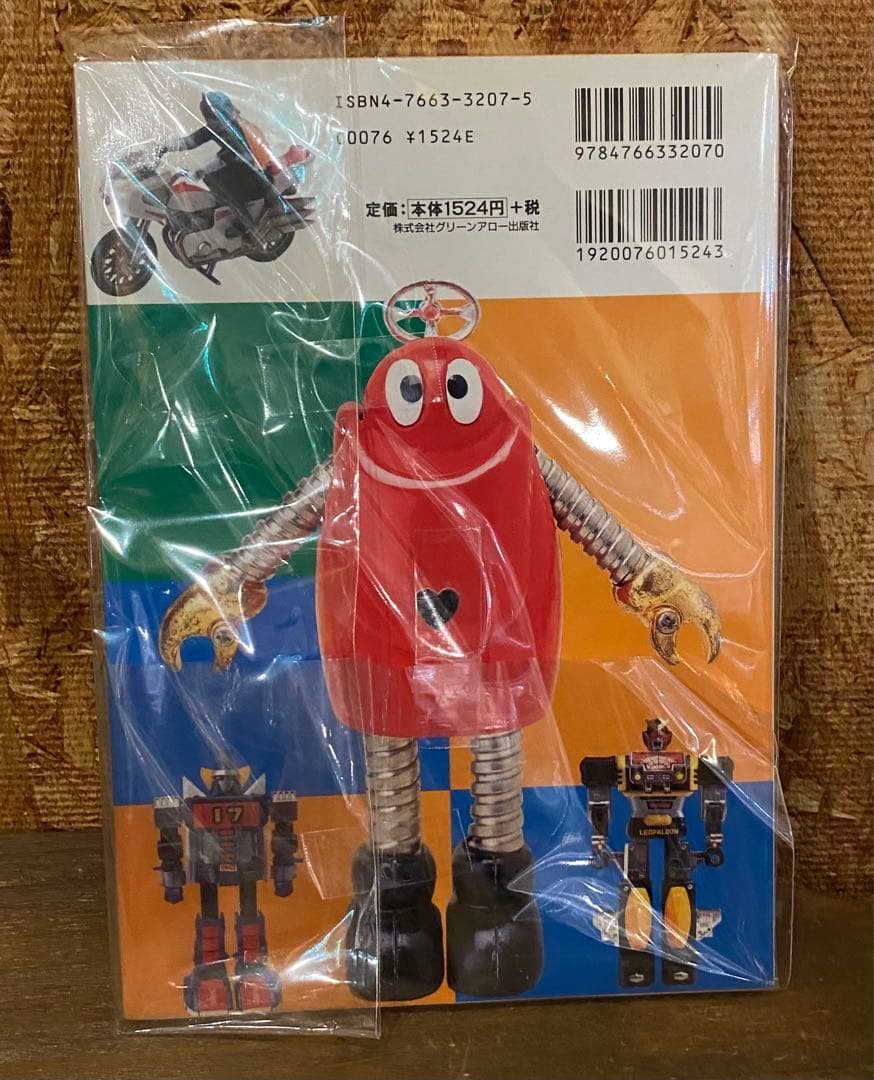 ISBN4-7663-3207-5
C0076 ¥1524E
9784766332070
定価：本体1524円+税
株式会社グリーンアロー出版社
1920076015243
17
LEOPALDON